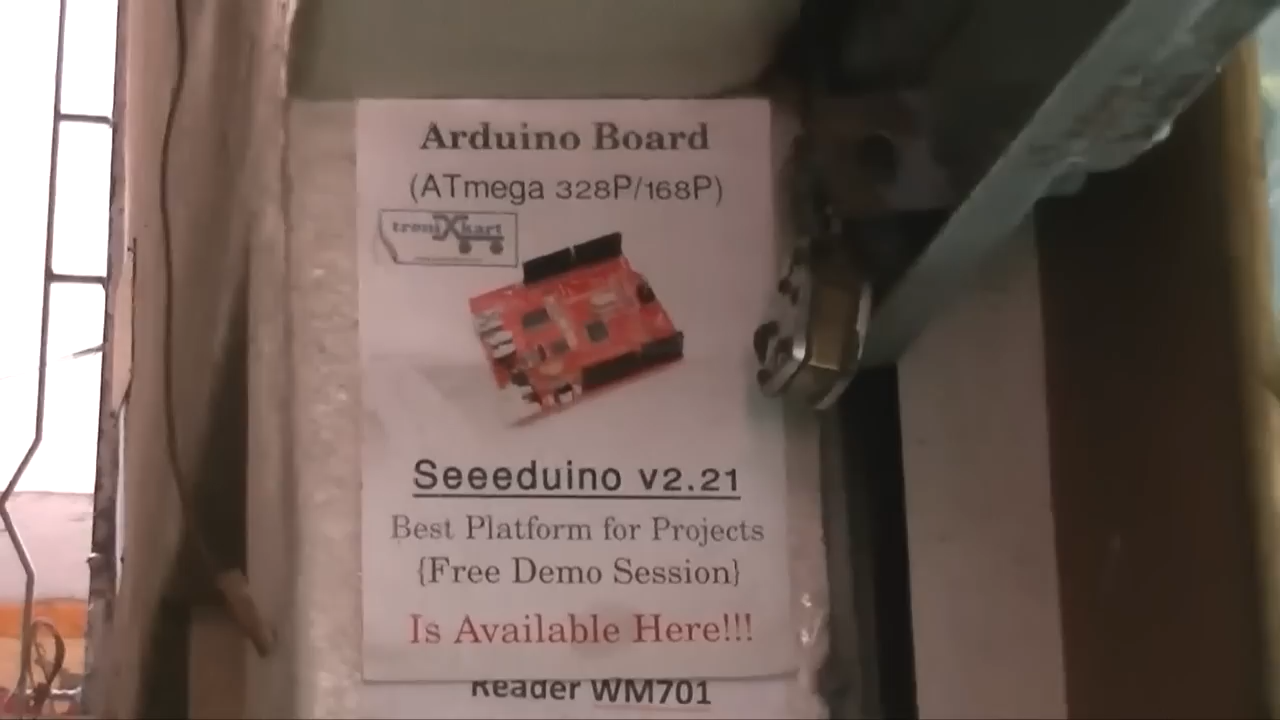 Arduino Board
(ATmega 328P/168P)
troniXkart
Seeeduino v2.21
Best Platform for Projects
{Free Demo Session}
Is Available Here!!!
Reader WM701